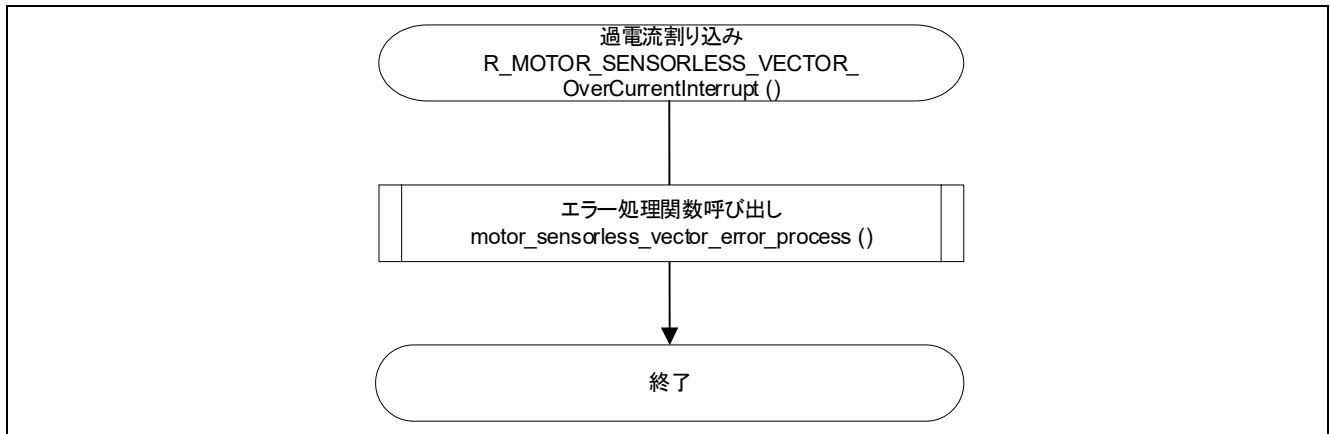 過電流割り込み
R_MOTOR_SENSORLESS_VECTOR_
OverCurrentInterrupt ()
エラー処理関数呼び出し
motor_sensorless_vector_error_process ()
終了